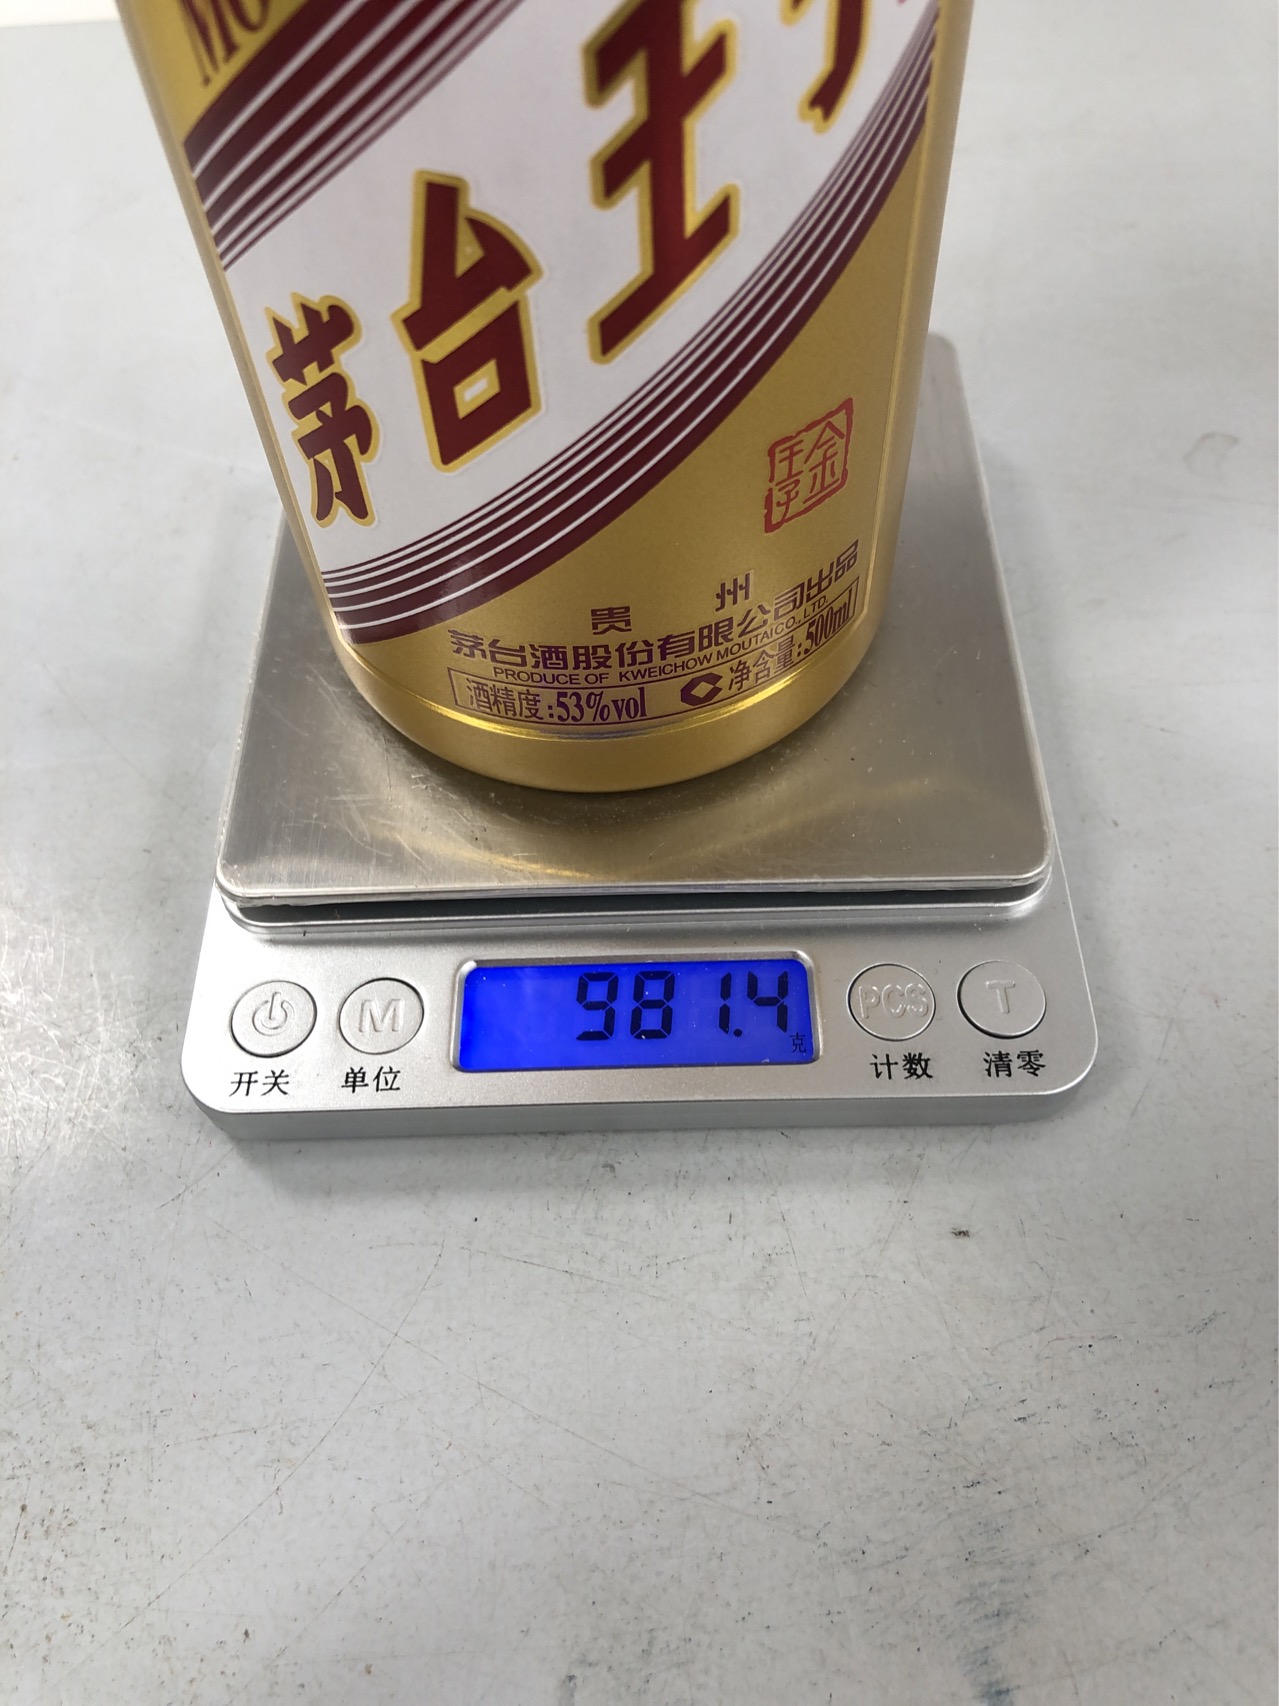 茅台王
金王子
贵州
茅台酒股份有限公司出品
PRODUCE OF KWEICHOW MOUTAI CO., LTD.
酒精度:53%vol 净含量:500ml
981.4
克
M PCS T
开关 单位 计数 清零